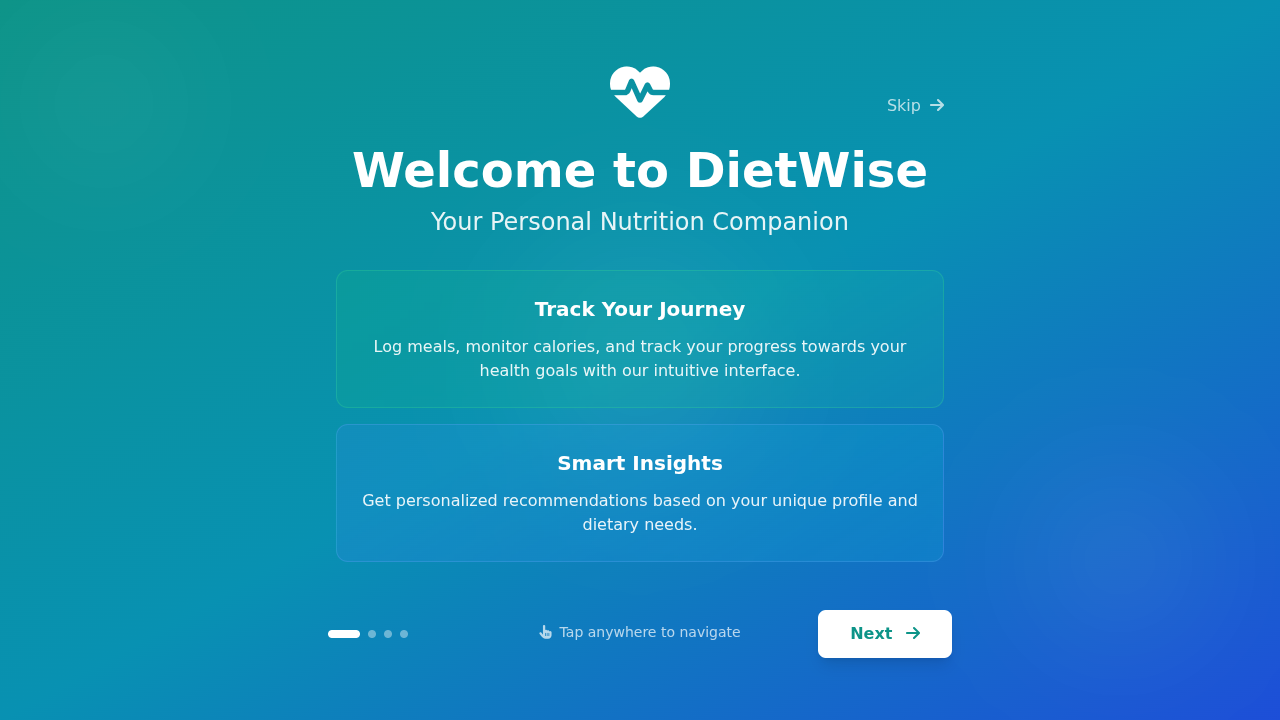 Skip
Welcome to DietWise
Your Personal Nutrition Companion
Track Your Journey
Log meals, monitor calories, and track your progress towards your
health goals with our intuitive interface.
Smart Insights
Get personalized recommendations based on your unique profile and
dietary needs.
Tap anywhere to navigate
Next